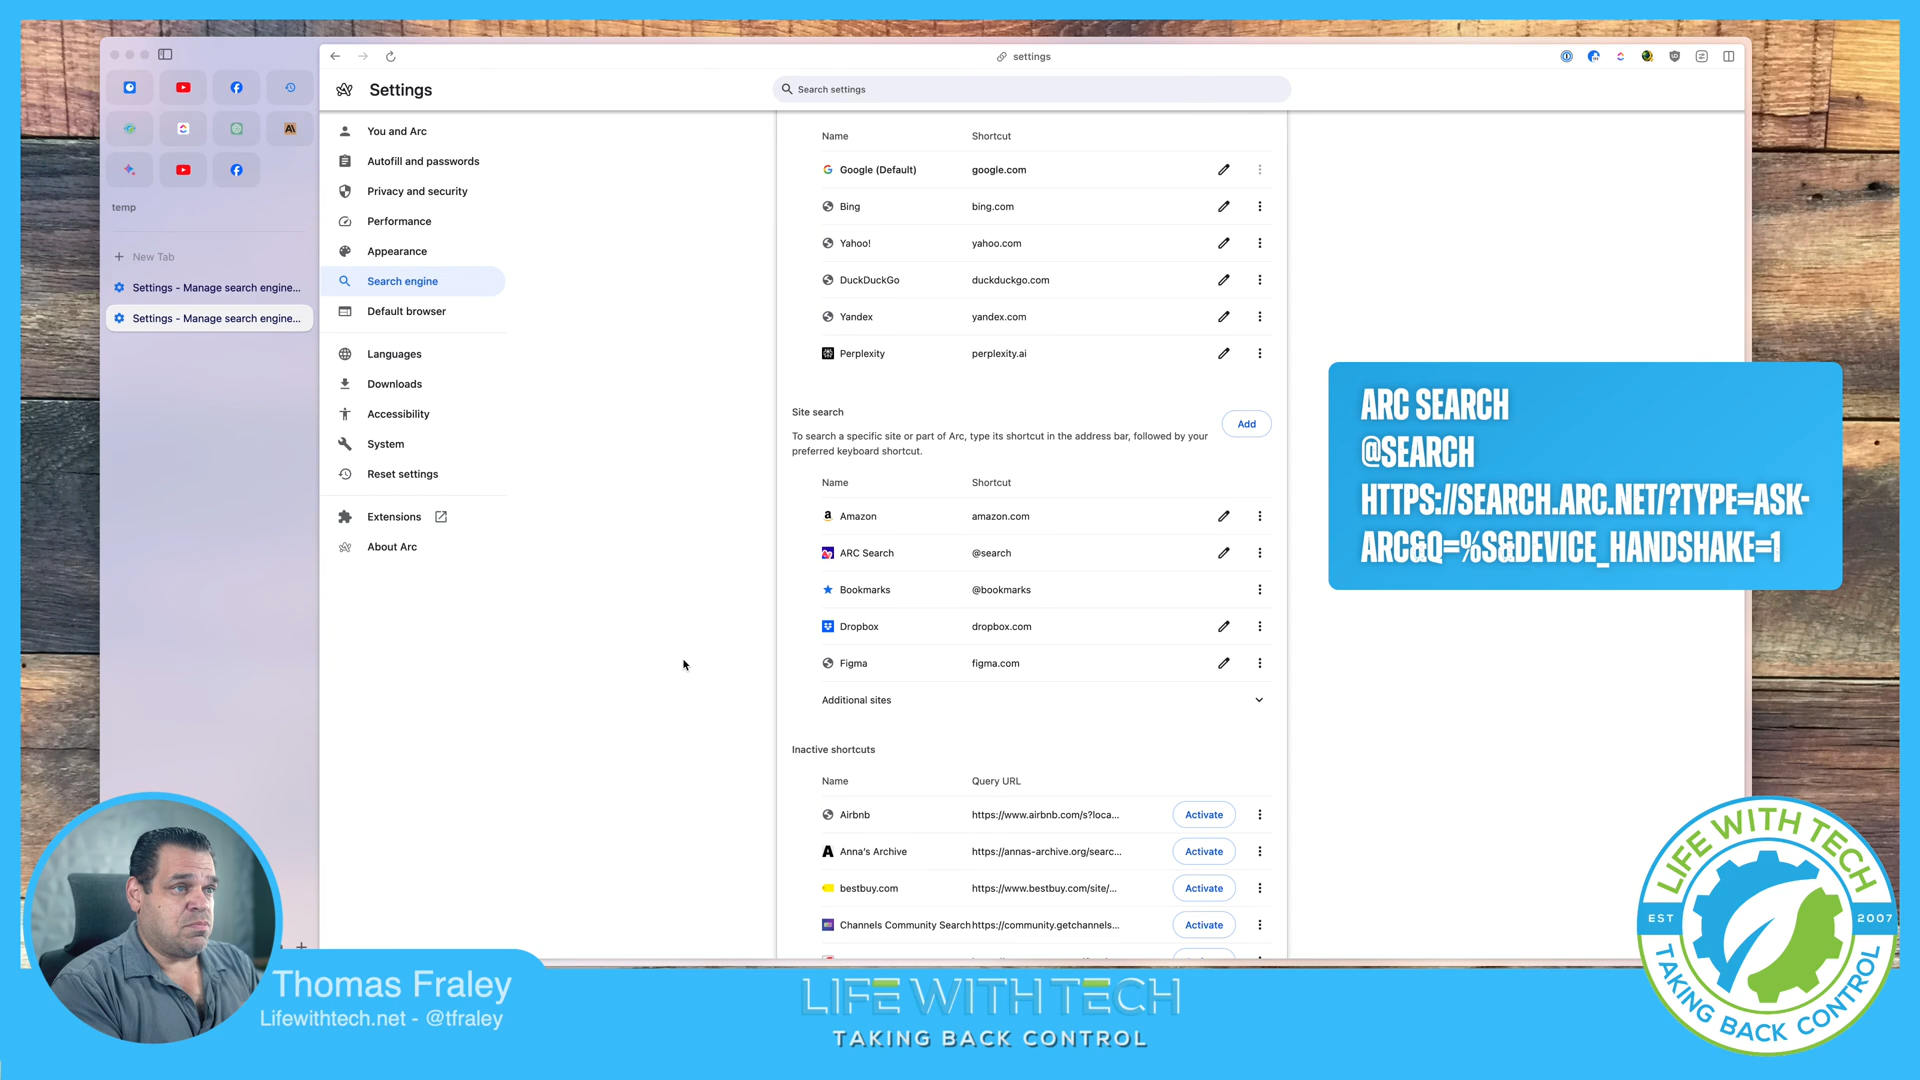 settings
Settings
Search settings
temp
New Tab
Settings - Manage search engine...
Settings - Manage search engine...
You and Arc
Autofill and passwords
Privacy and security
Performance
Appearance
Search engine
Default browser
Languages
Downloads
Accessibility
System
Reset settings
Extensions
About Arc
Name Shortcut
Google (Default) google.com
Bing bing.com
Yahoo! yahoo.com
DuckDuckGo duckduckgo.com
Yandex yandex.com
Perplexity perplexity.ai
Site search
Add
To search a specific site or part of Arc, type its shortcut in the address bar, followed by your
preferred keyboard shortcut.
Name Shortcut
Amazon amazon.com
ARC Search @search
Bookmarks @bookmarks
Dropbox dropbox.com
Figma figma.com
Additional sites
Inactive shortcuts
Name Query URL
Airbnb https://www.airbnb.com/s?loca... Activate
Anna's Archive https://annas-archive.org/searc... Activate
bestbuy.com https://www.bestbuy.com/site/... Activate
Channels Community Search https://community.getchannels... Activate
ARC SEARCH
@SEARCH
HTTPS://SEARCH.ARC.NET/?TYPE=ASK-
ARC&Q=%S&DEVICE_HANDSHAKE=1
Thomas Fraley
Lifewithtech.net - @tfraley
LIFE WITH TECH
TAKING BACK CONTROL
LIFE WITH TECH
EST 2007
TAKING BACK CONTROL